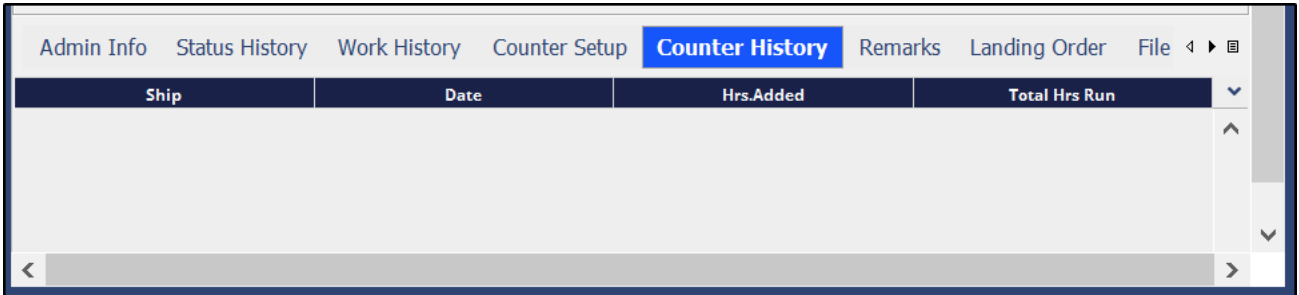 Admin Info Status History Work History Counter Setup Counter History Remarks Landing Order File
Ship Date Hrs.Added Total Hrs Run